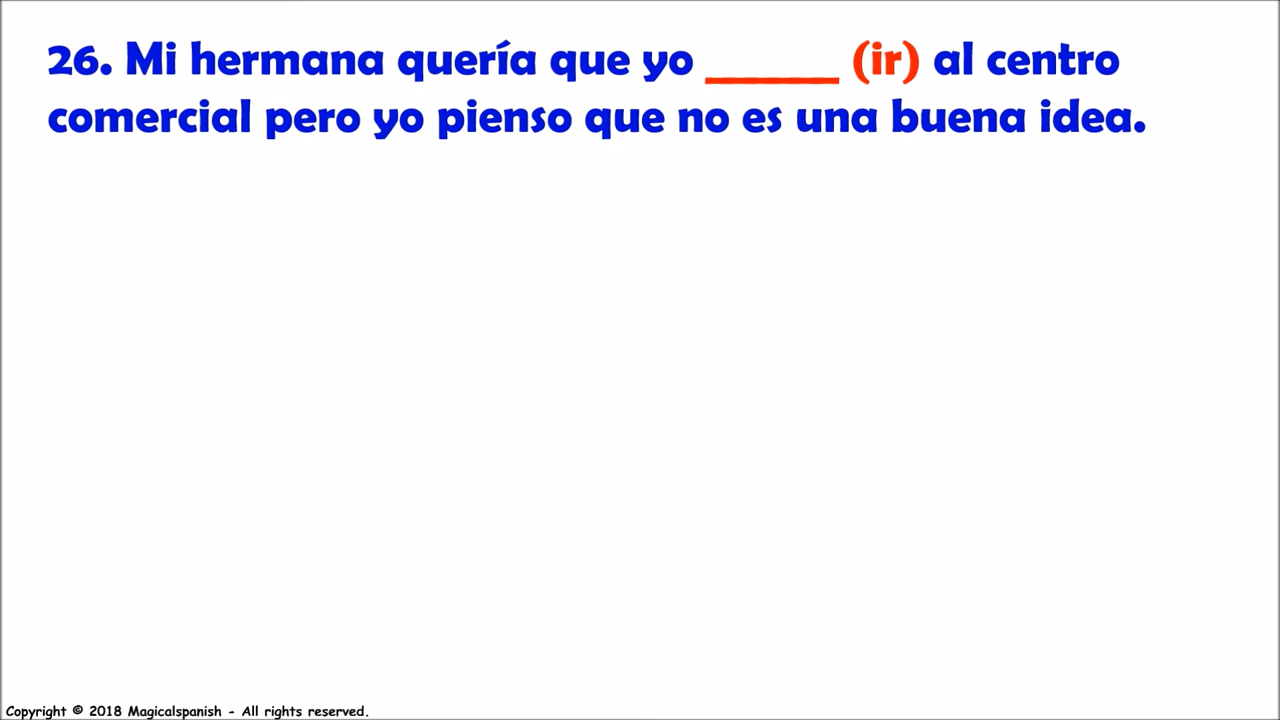 26. Mi hermana quería que yo ______ (ir) al centro
comercial pero yo pienso que no es una buena idea.
Copyright © 2018 Magicalspanish - All rights reserved.